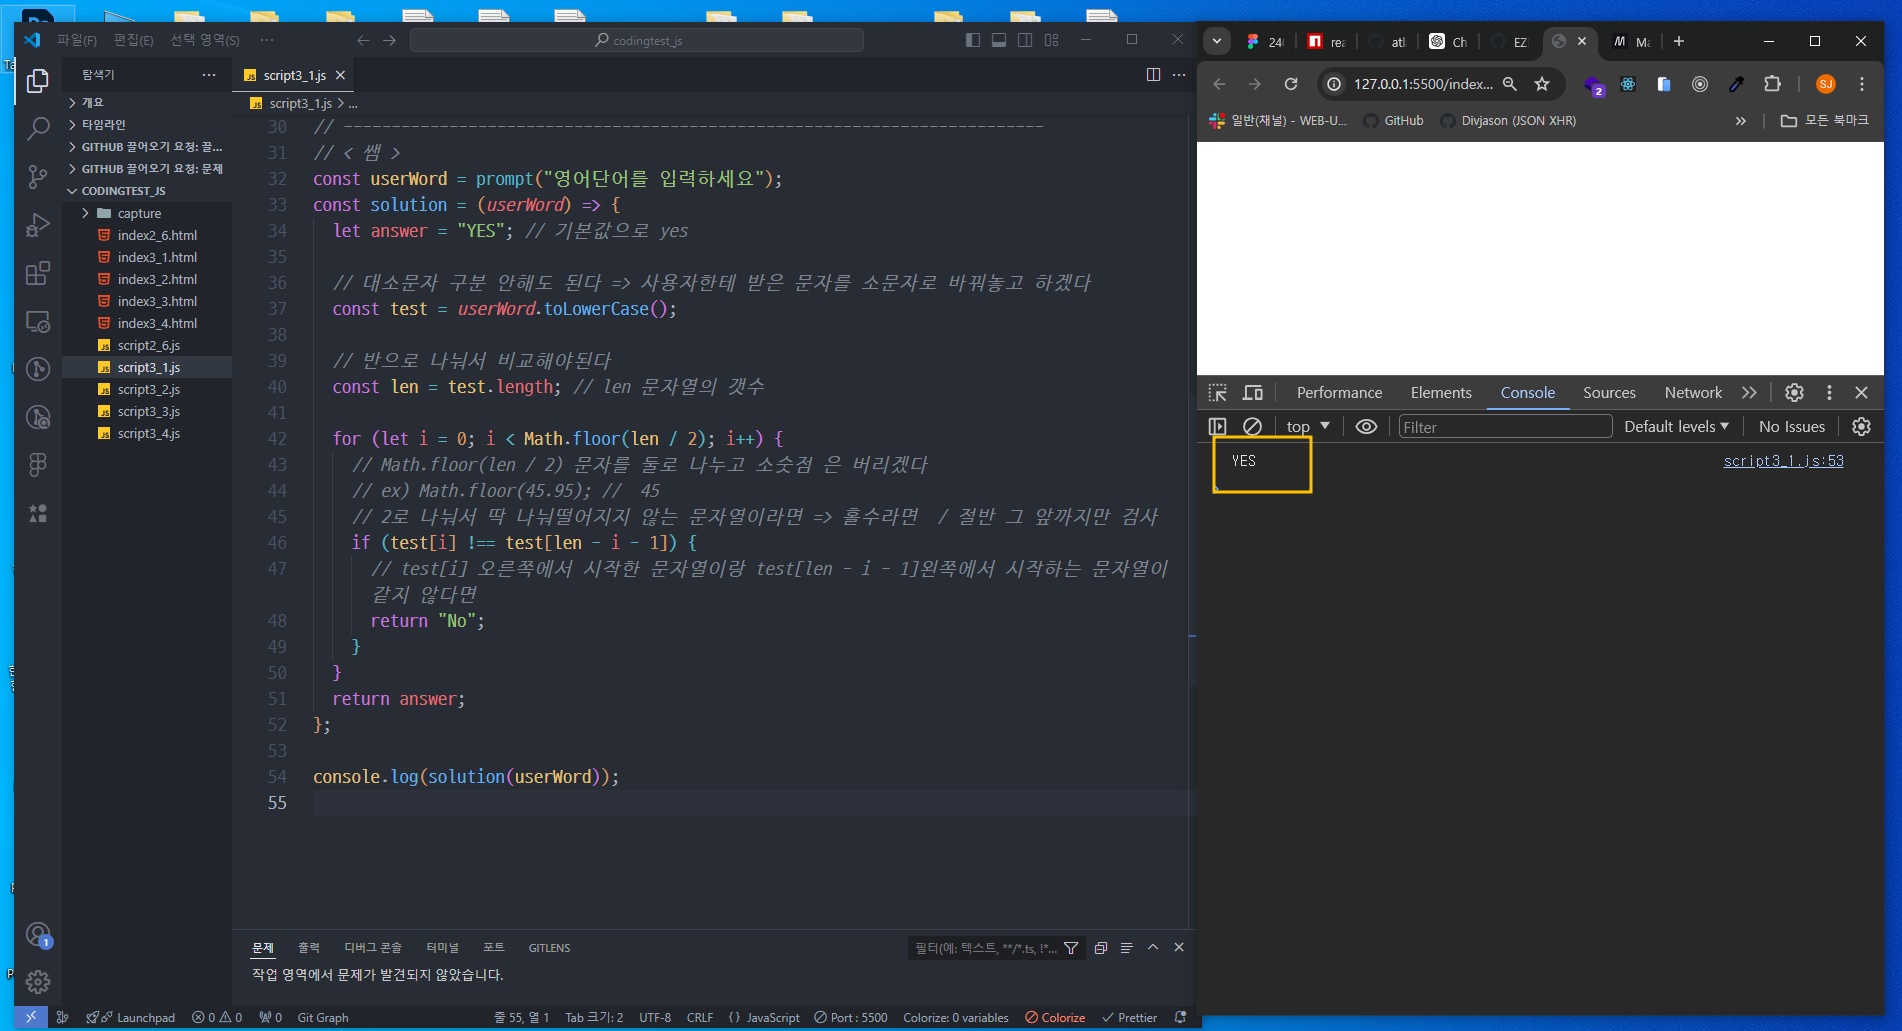 파일(F) 편집(E) 선택 영역(S) ···
codingtest_js
탐색기 ···
개요
타임라인
GITHUB 끌어오기 요청: 끌...
GITHUB 끌어오기 요청: 문제
CODINGTEST_JS
capture
index2_6.html
index3_1.html
index3_2.html
index3_3.html
index3_4.html
script2_6.js
script3_1.js
script3_2.js
script3_3.js
script3_4.js
JS script3_1.js
JS script3_1.js > ...
30 // -------------------------------------------------------------------------
31 // < 쌤 >
32 const userWord = prompt("영어단어를 입력하세요");
33 const solution = (userWord) => {
34 let answer = "YES"; // 기본값으로 yes
35
36 // 대소문자 구분 안해도 된다 => 사용자한테 받은 문자를 소문자로 바꿔놓고 하겠다
37 const test = userWord.toLowerCase();
38
39 // 반으로 나눠서 비교해야된다
40 const len = test.length; // len 문자열의 갯수
41
42 for (let i = 0; i < Math.floor(len / 2); i++) {
43 // Math.floor(len / 2) 문자를 둘로 나누고 소숫점 은 버리겠다
44 // ex) Math.floor(45.95); //  45
45 // 2로 나눠서 딱 나눠떨어지지 않는 문자열이라면 => 홀수라면  / 절반 그 앞까지만 검사
46 if (test[i] !== test[len - i - 1]) {
47 // test[i] 오른쪽에서 시작한 문자열이랑 test[len - i - 1]왼쪽에서 시작하는 문자열이
같지 않다면
48 return "No";
49 }
50 }
51 return answer;
52 };
53
54 console.log(solution(userWord));
55
문제 출력 디버그 콘솔 터미널 포트 GITLENS
필터(예: 텍스트, **/*.ts, !*...
작업 영역에서 문제가 발견되지 않았습니다.
1
Launchpad 0 0 0 Git Graph 줄 55, 열 1 Tab 크기: 2 UTF-8 CRLF {} JavaScript Port : 5500 Colorize: 0 variables Colorize Prettier
24 rea atl Ch EZ Ma
127.0.0.1:5500/index... 2 SJ
일반(채널) - WEB-U... GitHub Divjason (JSON XHR) » 모든 북마크
Performance Elements Console Sources Network
top Filter Default levels No Issues
YES script3_1.js:53